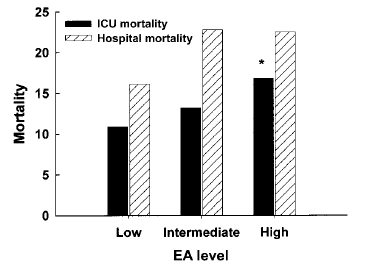 25
20
15
10
5
0
Mortality
ICU mortality
Hospital mortality
*
Low Intermediate High
EA level